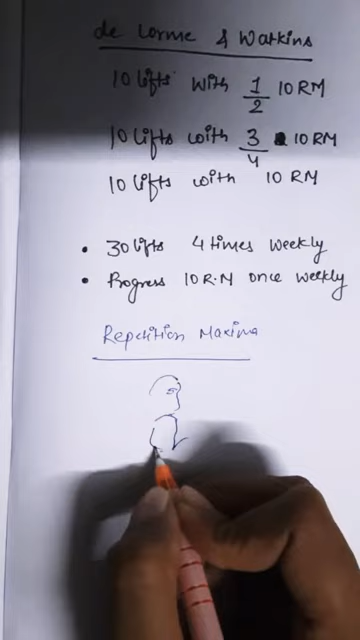 de Lorme & Watkins
10 lifts with 1/2 10 RM
10 lifts with 3/4 10 RM
10 lifts with 10 RM
• 30 lifts 4 times weekly
• Progress 10 R.M once weekly
Repetition Maxima